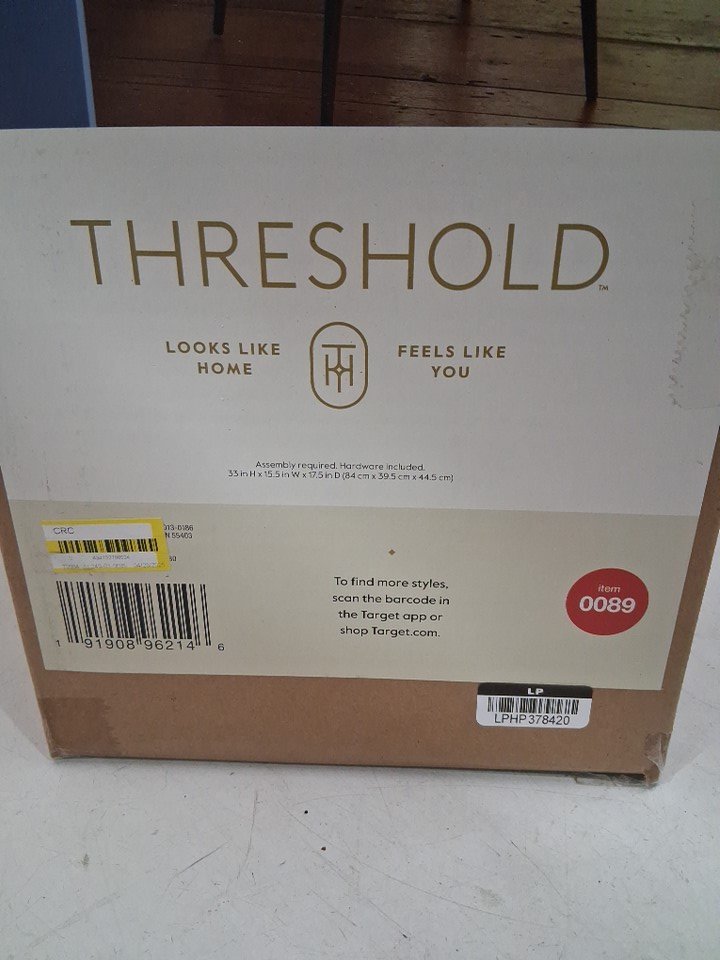 THRESHOLD™
LOOKS LIKE
HOME
TH
FEELS LIKE
YOU
Assembly required. Hardware included.
33 in H x 15.5 in W x 17.5 in D (84 cm x 39.5 cm x 44.5 cm)
CRC
To find more styles,
scan the barcode in
the Target app or
shop Target.com.
item
0089
1 91908 96214 6
LP
LPHP378420